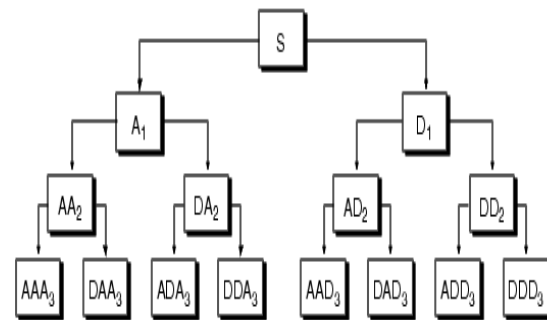 S
A₁ D₁
AA₂ DA₂ AD₂ DD₂
AAA₃ DAA₃ ADA₃ DDA₃ AAD₃ DAD₃ ADD₃ DDD₃